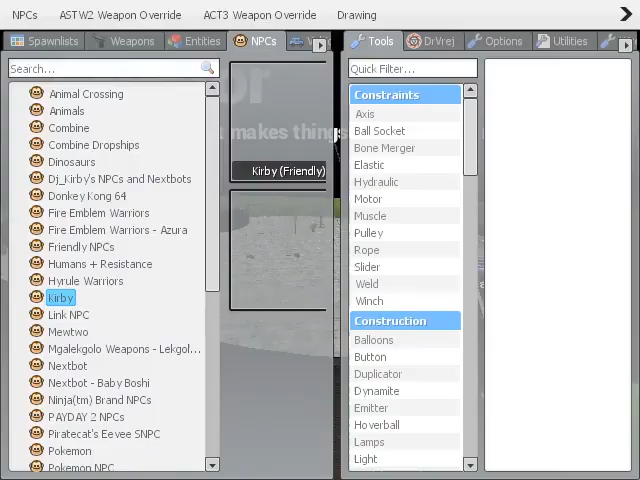 NPCs ASTW2 Weapon Override ACT3 Weapon Override Drawing
Spawnlists Weapons Entities NPCs
Tools DrVrej Options Utilities
Search...
Quick Filter...
Animal Crossing
Animals
Combine
Combine Dropships
Dinosaurs
Dj_Kirby's NPCs and Nextbots
Donkey Kong 64
Fire Emblem Warriors
Fire Emblem Warriors - Azura
Friendly NPCs
Humans + Resistance
Hyrule Warriors
Kirby
Link NPC
Mewtwo
Mgalekgolo Weapons - Lekgol...
Nextbot
Nextbot - Baby Boshi
Ninja(tm) Brand NPCs
PAYDAY 2 NPCs
Piratecat's Eevee SNPC
Pokemon
Pokemon NPC
or
t makes things
Kirby (Friendly)
Constraints
Axis
Ball Socket
Bone Merger
Elastic
Hydraulic
Motor
Muscle
Pulley
Rope
Slider
Weld
Winch
Construction
Balloons
Button
Duplicator
Dynamite
Emitter
Hoverball
Lamps
Light